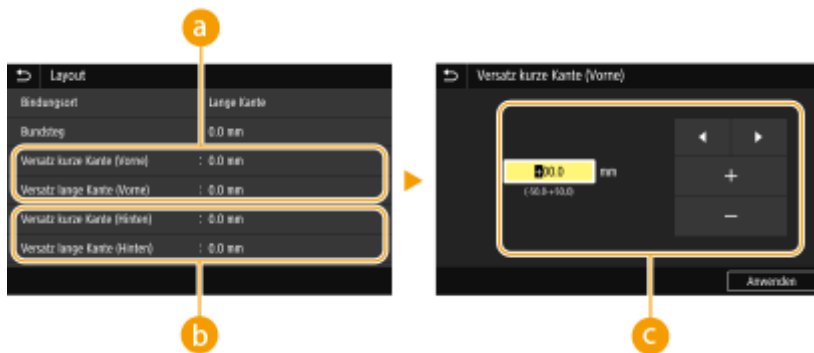 a
Layout
Bindungsort : Lange Kante
Bundsteg : 0.0 mm
Versatz kurze Kante (Vorne) : 0.0 mm
Versatz lange Kante (Vorne) : 0.0 mm
Versatz kurze Kante (Hinten) : 0.0 mm
Versatz lange Kante (Hinten) : 0.0 mm
b
Versatz kurze Kante (Vorne)
+00.0 mm
(-50.0-+50.0)
+
−
Anwenden
c